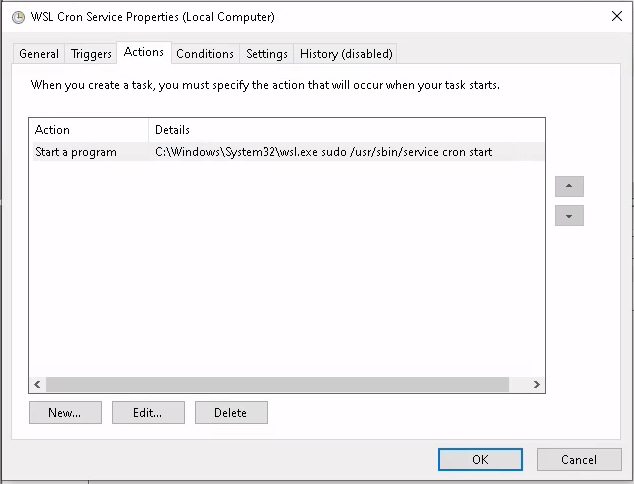 WSL Cron Service Properties (Local Computer)
General Triggers Actions Conditions Settings History (disabled)
When you create a task, you must specify the action that will occur when your task starts.
Action Details
Start a program C:\Windows\System32\wsl.exe sudo /usr/sbin/service cron start
New... Edit... Delete
OK Cancel